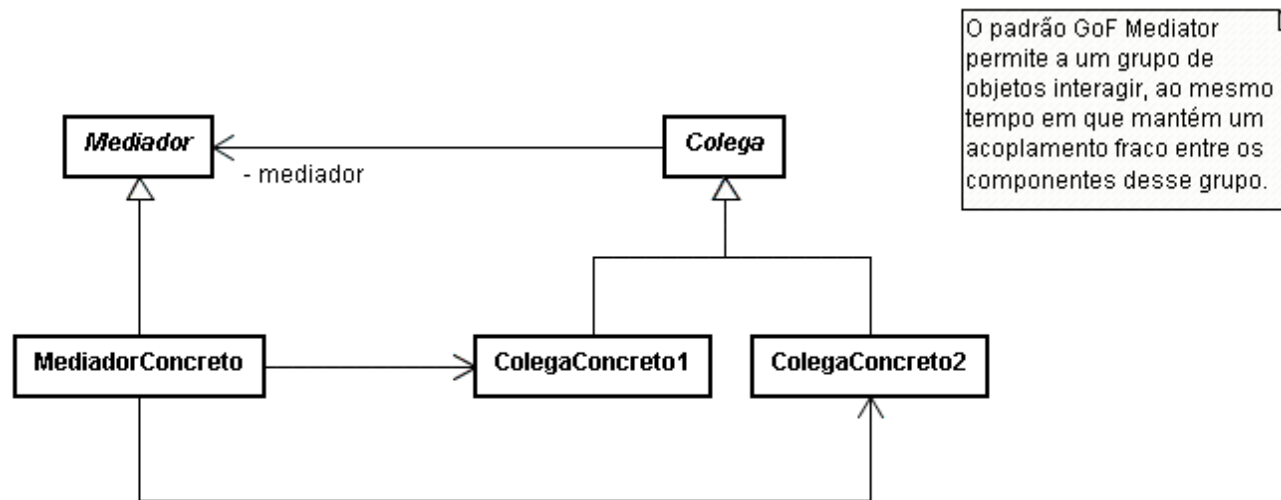 O padrão GoF Mediator
permite a um grupo de
objetos interagir, ao mesmo
tempo em que mantém um
acoplamento fraco entre os
componentes desse grupo.
Mediador
Colega
- mediador
MediadorConcreto
ColegaConcreto1
ColegaConcreto2